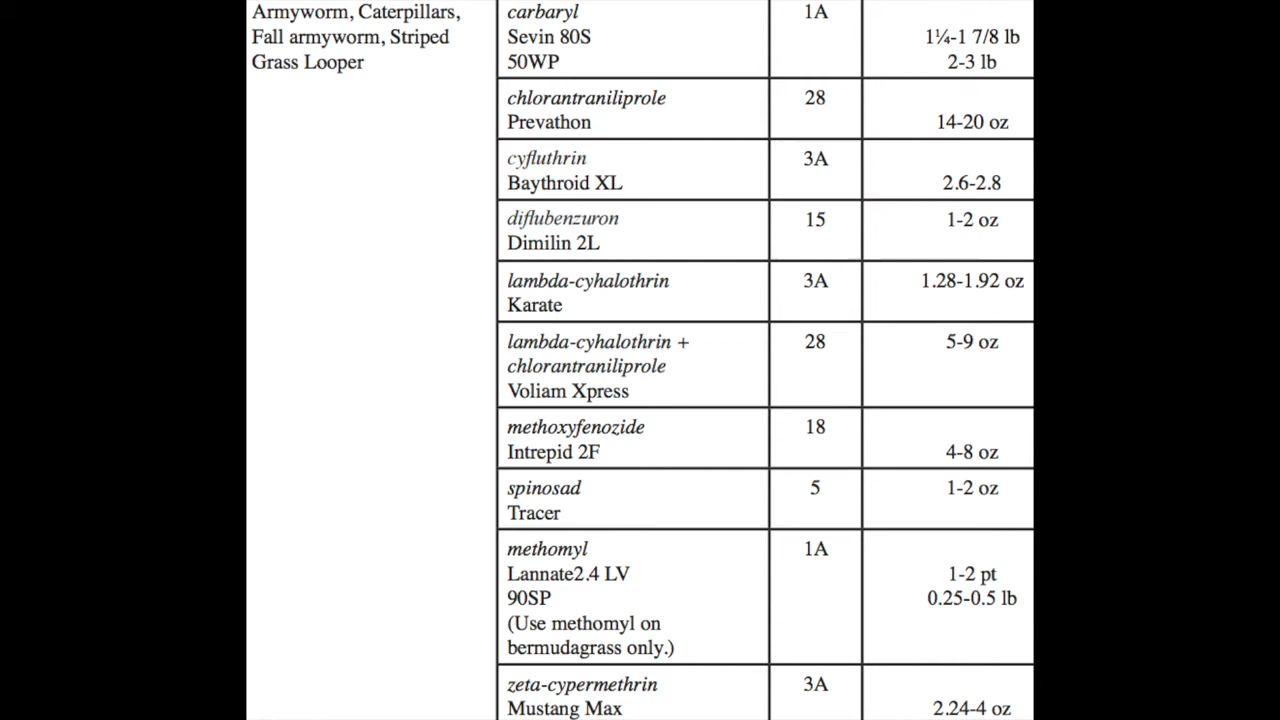 Armyworm, Caterpillars,
Fall armyworm, Striped
Grass Looper
carbaryl
Sevin 80S
50WP
1A
1¼-1 7/8 lb
2-3 lb
chlorantraniliprole
Prevathon
28
14-20 oz
cyfluthrin
Baythroid XL
3A
2.6-2.8
diflubenzuron
Dimilin 2L
15
1-2 oz
lambda-cyhalothrin
Karate
3A
1.28-1.92 oz
lambda-cyhalothrin +
chlorantraniliprole
Voliam Xpress
28
5-9 oz
methoxyfenozide
Intrepid 2F
18
4-8 oz
spinosad
Tracer
5
1-2 oz
methomyl
Lannate2.4 LV
90SP
(Use methomyl on
bermudagrass only.)
1A
1-2 pt
0.25-0.5 lb
zeta-cypermethrin
Mustang Max
3A
2.24-4 oz